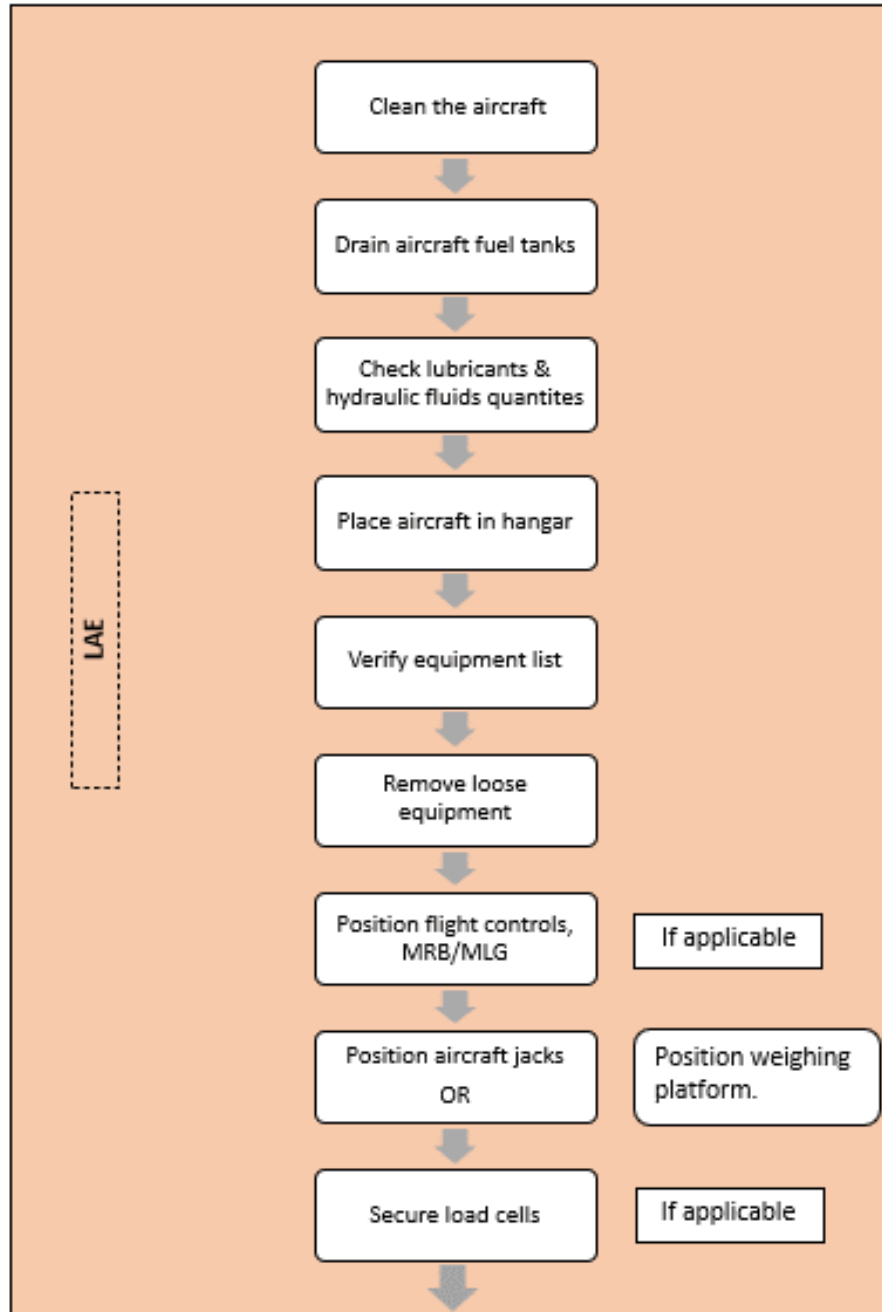 Clean the aircraft
Drain aircraft fuel tanks
Check lubricants &
hydraulic fluids quantites
Place aircraft in hangar
LAE
Verify equipment list
Remove loose
equipment
Position flight controls,
MRB/MLG
If applicable
Position aircraft jacks
OR
Position weighing
platform.
Secure load cells
If applicable